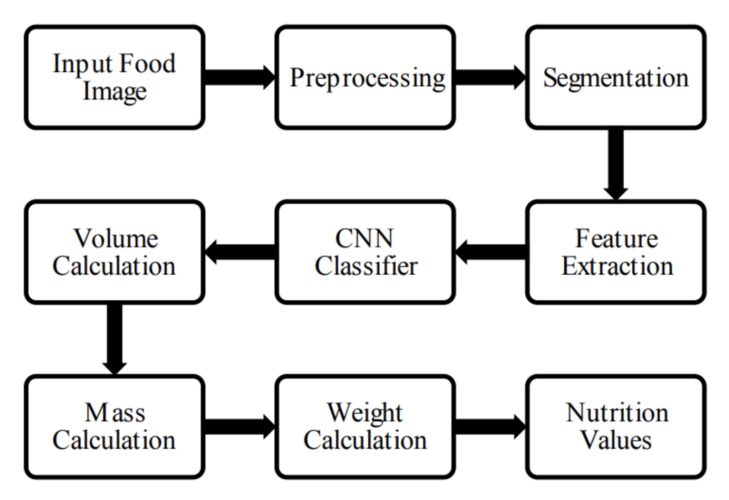 Input Food
Image
Preprocessing
Segmentation
Feature
Extraction
CNN
Classifier
Volume
Calculation
Mass
Calculation
Weight
Calculation
Nutrition
Values